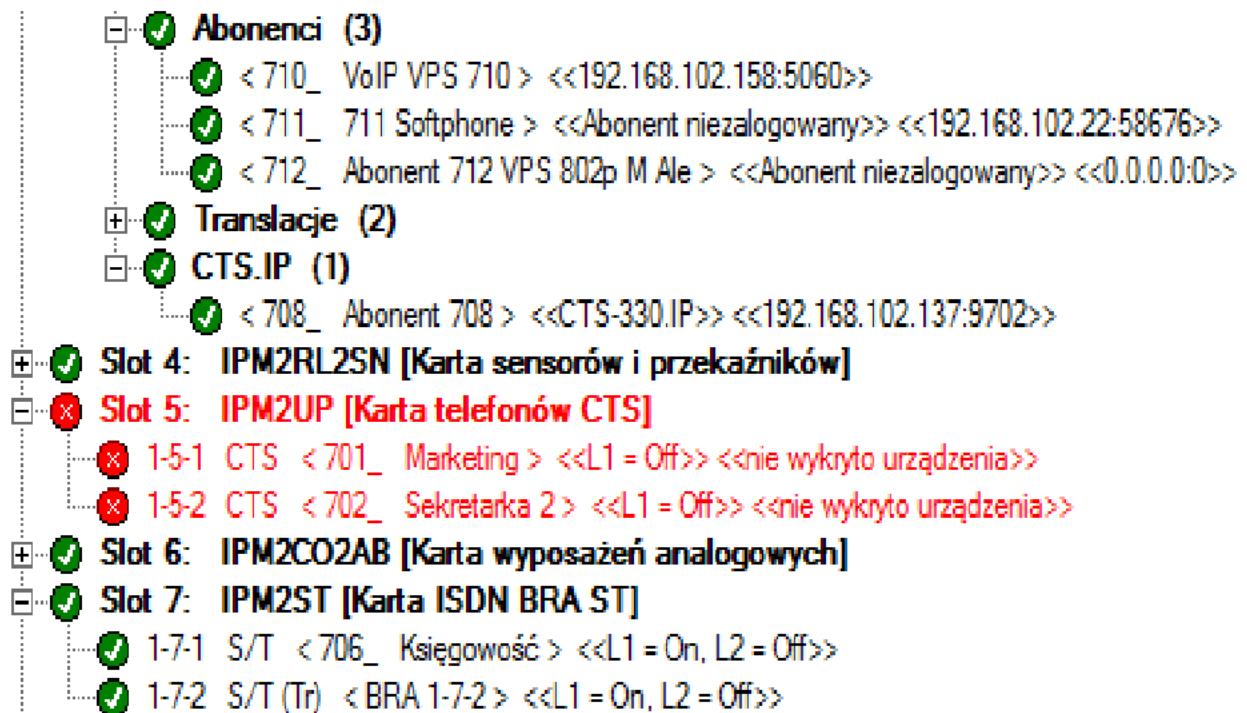 Abonenci (3)
< 710_ VoIP VPS 710 > <<192.168.102.158:5060>>
< 711_ 711 Softphone > <<Abonent niezalogowany>> <<192.168.102.22:58676>>
< 712_ Abonent 712 VPS 802p M Ale > <<Abonent niezalogowany>> <<0.0.0.0:0>>
Translacje (2)
CTS.IP (1)
< 708_ Abonent 708 > <<CTS-330.IP>> <<192.168.102.137:9702>>
Slot 4: IPM2RL2SN [Karta sensorów i przekaźników]
Slot 5: IPM2UP [Karta telefonów CTS]
1-5-1 CTS < 701_ Marketing > <<L1 = Off>> <<nie wykryto urządzenia>>
1-5-2 CTS < 702_ Sekretarka 2 > <<L1 = Off>> <<nie wykryto urządzenia>>
Slot 6: IPM2CO2AB [Karta wyposażeń analogowych]
Slot 7: IPM2ST [Karta ISDN BRA ST]
1-7-1 S/T < 706_ Księgowość > <<L1 = On, L2 = Off>>
1-7-2 S/T (Tr) < BRA 1-7-2 > <<L1 = On, L2 = Off>>